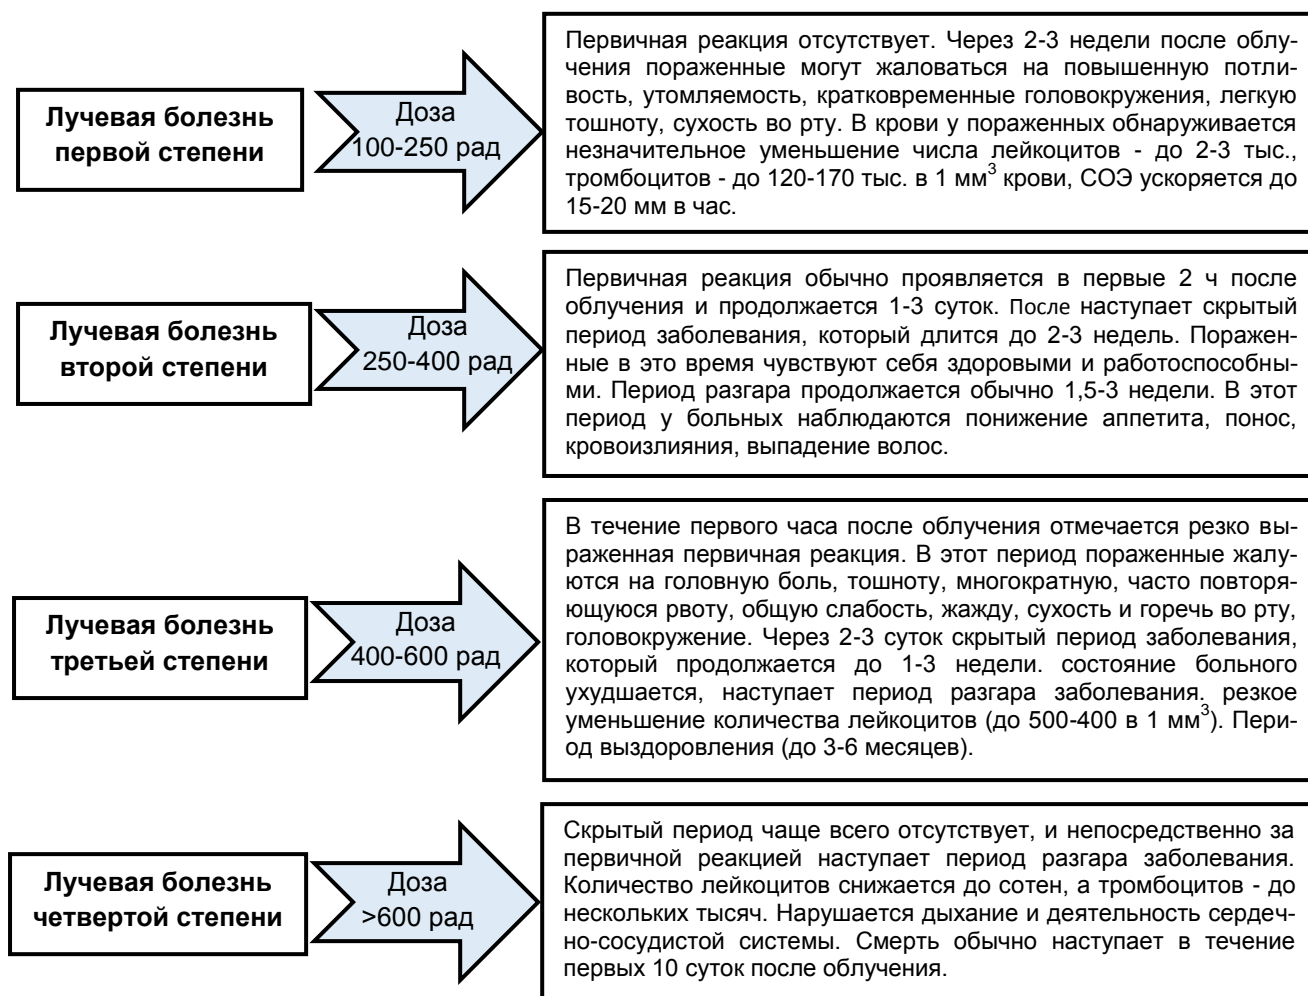 Лучевая болезнь
первой степени
Доза
100-250 рад
Первичная реакция отсутствует. Через 2-3 недели после облу-
чения пораженные могут жаловаться на повышенную потли-
вость, утомляемость, кратковременные головокружения, легкую
тошноту, сухость во рту. В крови у пораженных обнаруживается
незначительное уменьшение числа лейкоцитов - до 2-3 тыс.,
тромбоцитов - до 120-170 тыс. в 1 мм³ крови, СОЭ ускоряется до
15-20 мм в час.
Лучевая болезнь
второй степени
Доза
250-400 рад
Первичная реакция обычно проявляется в первые 2 ч после
облучения и продолжается 1-3 суток. После наступает скрытый
период заболевания, который длится до 2-3 недель. Поражен-
ные в это время чувствуют себя здоровыми и работоспособны-
ми. Период разгара продолжается обычно 1,5-3 недели. В этот
период у больных наблюдаются понижение аппетита, понос,
кровоизлияния, выпадение волос.
Лучевая болезнь
третьей степени
Доза
400-600 рад
В течение первого часа после облучения отмечается резко вы-
раженная первичная реакция. В этот период пораженные жалу-
ются на головную боль, тошноту, многократную, часто повторя-
ющуюся рвоту, общую слабость, жажду, сухость и горечь во рту,
головокружение. Через 2-3 суток скрытый период заболевания,
который продолжается до 1-3 недели. состояние больного
ухудшается, наступает период разгара заболевания. резкое
уменьшение количества лейкоцитов (до 500-400 в 1 мм³). Пери-
од выздоровления (до 3-6 месяцев).
Лучевая болезнь
четвертой степени
Доза
>600 рад
Скрытый период чаще всего отсутствует, и непосредственно за
первичной реакцией наступает период разгара заболевания.
Количество лейкоцитов снижается до сотен, а тромбоцитов - до
нескольких тысяч. Нарушается дыхание и деятельность сердеч-
но-сосудистой системы. Смерть обычно наступает в течение
первых 10 суток после облучения.